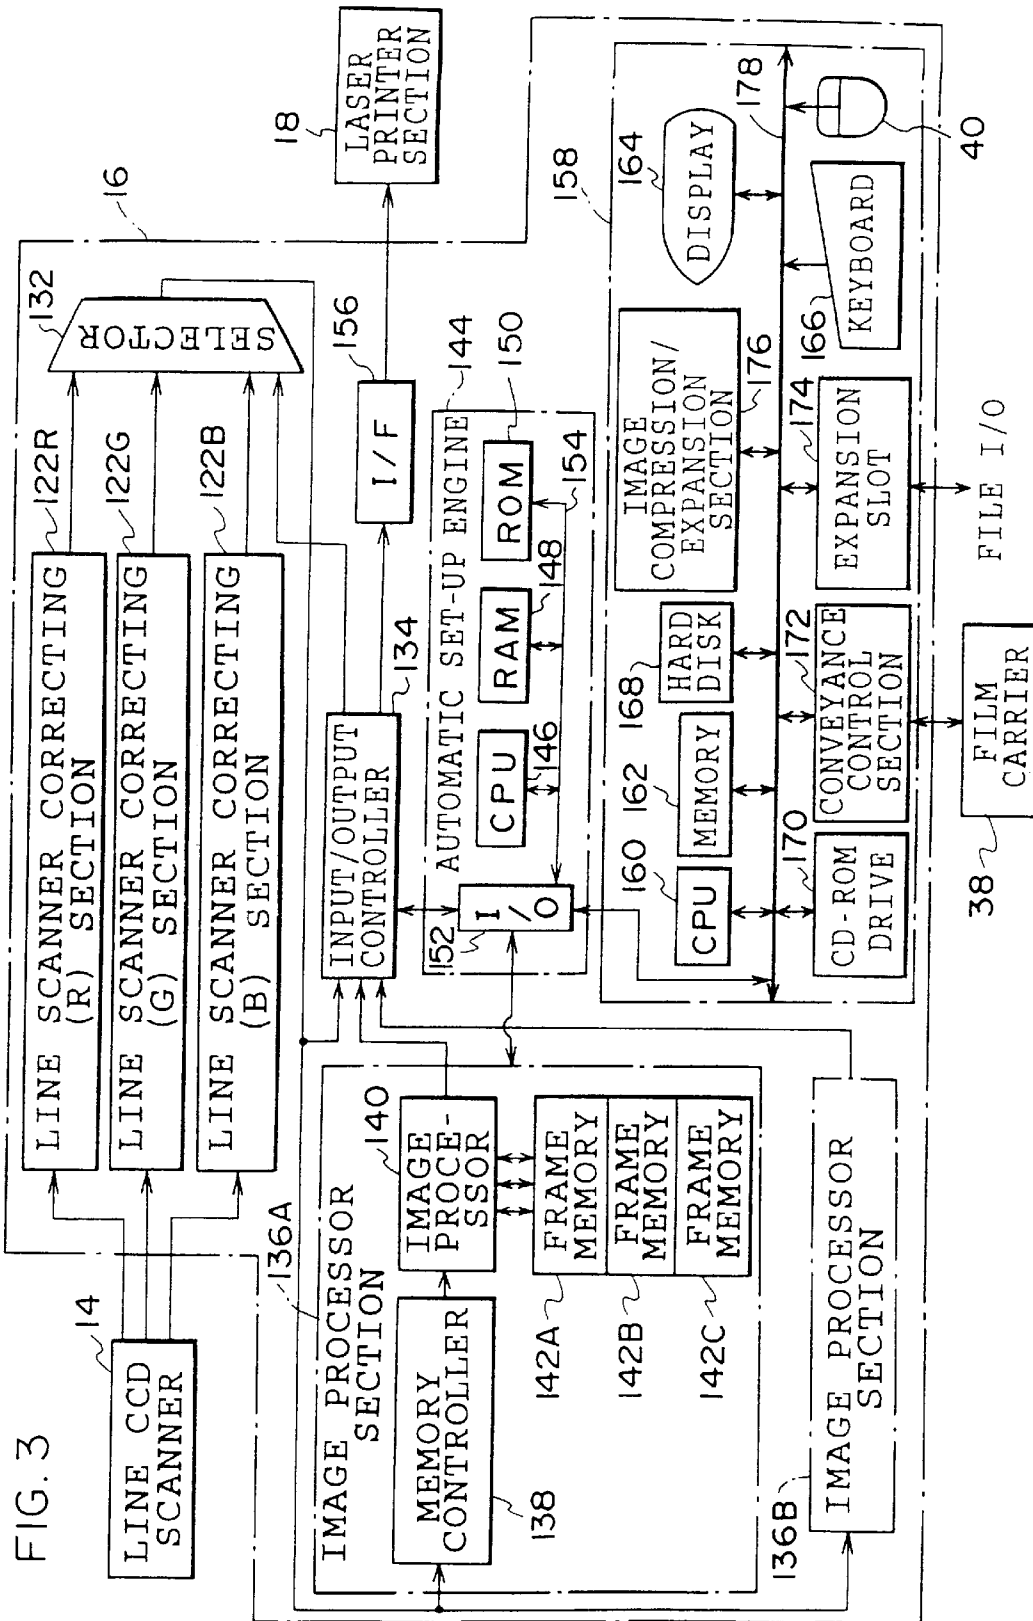 FIG. 3
14
LINE CCD
SCANNER
LINE SCANNER CORRECTING
(R) SECTION
122R
LINE SCANNER CORRECTING
(G) SECTION
122G
LINE SCANNER CORRECTING
(B) SECTION
122B
132
SELECTOR
16
18
LASER
PRINTER
SECTION
136A
IMAGE PROCESSOR
SECTION
MEMORY
CONTROLLER
138
140
IMAGE
PROCE-
SSOR
142A
FRAME
MEMORY
142B
FRAME
MEMORY
142C
FRAME
MEMORY
INPUT/OUTPUT
CONTROLLER
134
I/F
156
AUTOMATIC SET-UP ENGINE
144
152
I
/O
CPU
146
RAM
148
ROM
150
154
136B
IMAGE PROCESSOR
SECTION
158
160
CPU
162
MEMORY
168
HARD
DISK
IMAGE
COMPRESSION/
EXPANSION
SECTION
176
164
DISPLAY
178
170
CD-ROM
DRIVE
172
CONVEYANCE
CONTROL
SECTION
174
EXPANSION
SLOT
166
KEYBOARD
40
38
FILM
CARRIER
FILE I/O